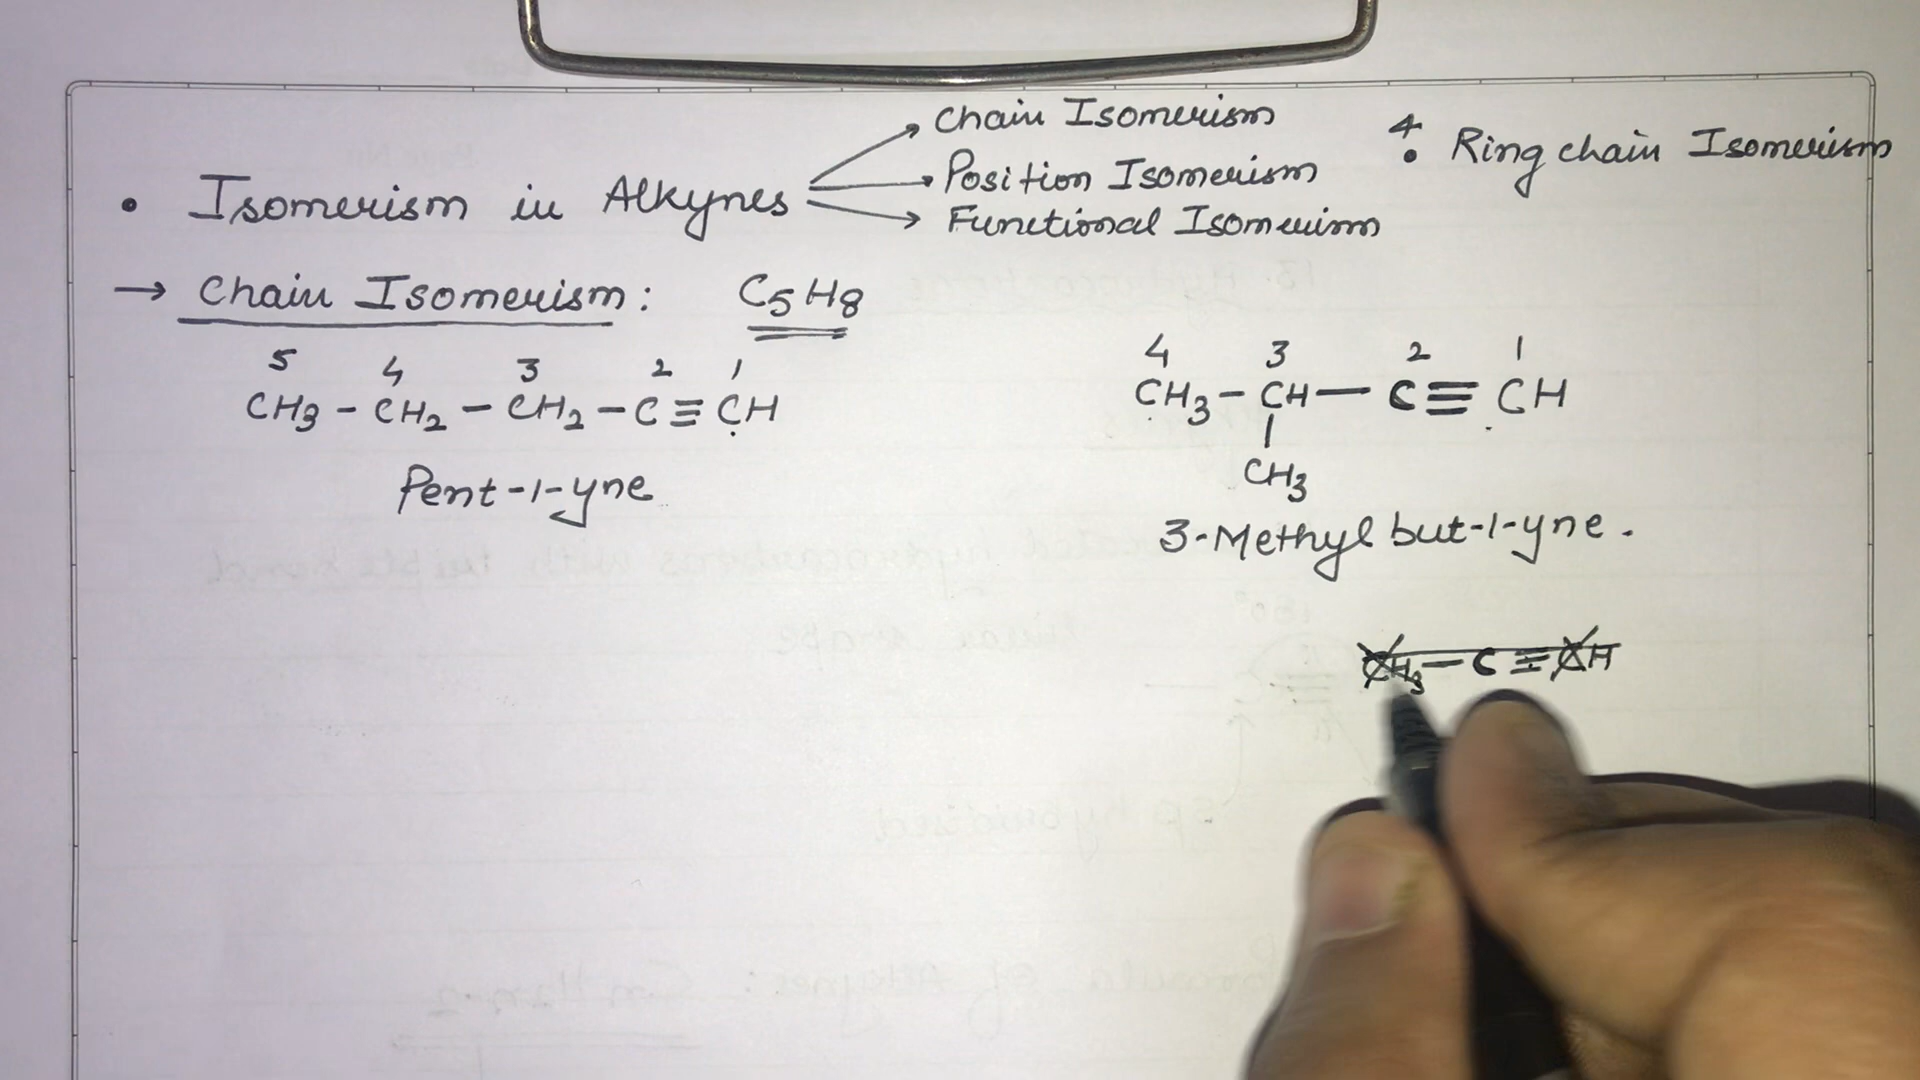 Chain Isomerism
• Isomerism in Alkynes
Position Isomerism
Functional Isomerism
4
• Ring chain Isomerism
→ Chain Isomerism: C5H8
5 4 3 2 1
CH3 - CH2 - CH2 - C ≡ CH
Pent-1-yne
4 3 2 1
CH3 - CH - C ≡ CH
|
CH3
3-Methyl but-1-yne.
CH3 - C ≡ CH